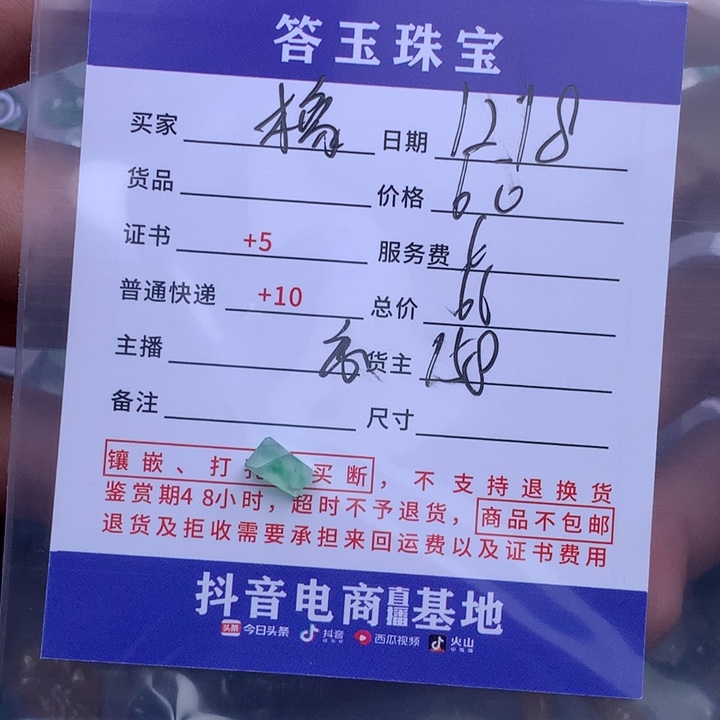 答玉珠宝
买家 日期 12.18
货品 价格 60
证书 +5 服务费 6
普通快递 +10 总价 66
主播 货主 158
备注 尺寸
镶嵌、打 买断，不支持退换货
鉴赏期48小时，超时不予退货，商品不包邮
退货及拒收需要承担来回运费以及证书费用
抖音电商直播基地
头条 今日头条 抖音 西瓜视频 火山